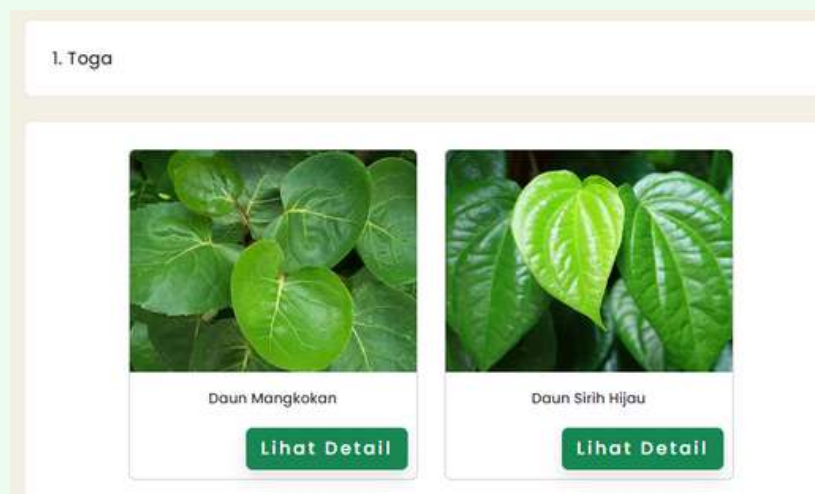 1. Toga
Daun Mangkokan
Daun Sirih Hijau
Lihat Detail
Lihat Detail